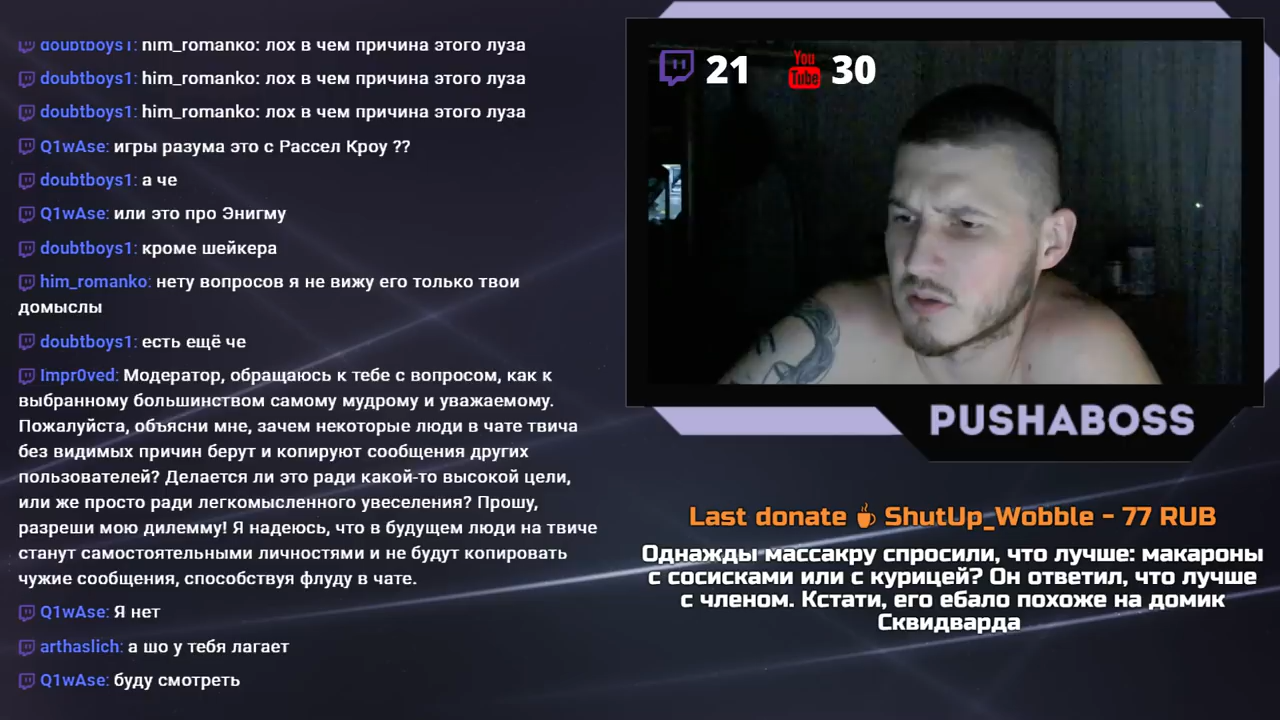 doubtboys1: him_romanko: лох в чем причина этого луза
doubtboys1: him_romanko: лох в чем причина этого луза
doubtboys1: him_romanko: лох в чем причина этого луза
Q1wAse: игры разума это с Рассел Кроу ??
doubtboys1: а че
Q1wAse: или это про Энигму
doubtboys1: кроме шейкера
him_romanko: нету вопросов я не вижу его только твои
домыслы
doubtboys1: есть ещё че
Impr0ved: Модератор, обращаюсь к тебе с вопросом, как к
выбранному большинством самому мудрому и уважаемому.
Пожалуйста, объясни мне, зачем некоторые люди в чате твича
без видимых причин берут и копируют сообщения других
пользователей? Делается ли это ради какой-то высокой цели,
или же просто ради легкомысленного увеселения? Прошу,
разреши мою дилемму! Я надеюсь, что в будущем люди на твиче
станут самостоятельными личностями и не будут копировать
чужие сообщения, способствуя флуду в чате.
Q1wAse: Я нет
arthaslich: а шо у тебя лагает
Q1wAse: буду смотреть
21
You
Tube
30
PUSHABOSS
Last donate ShutUp_Wobble - 77 RUB
Однажды массакру спросили, что лучше: макароны
с сосисками или с курицей? Он ответил, что лучше
с членом. Кстати, его ебало похоже на домик
Сквидварда